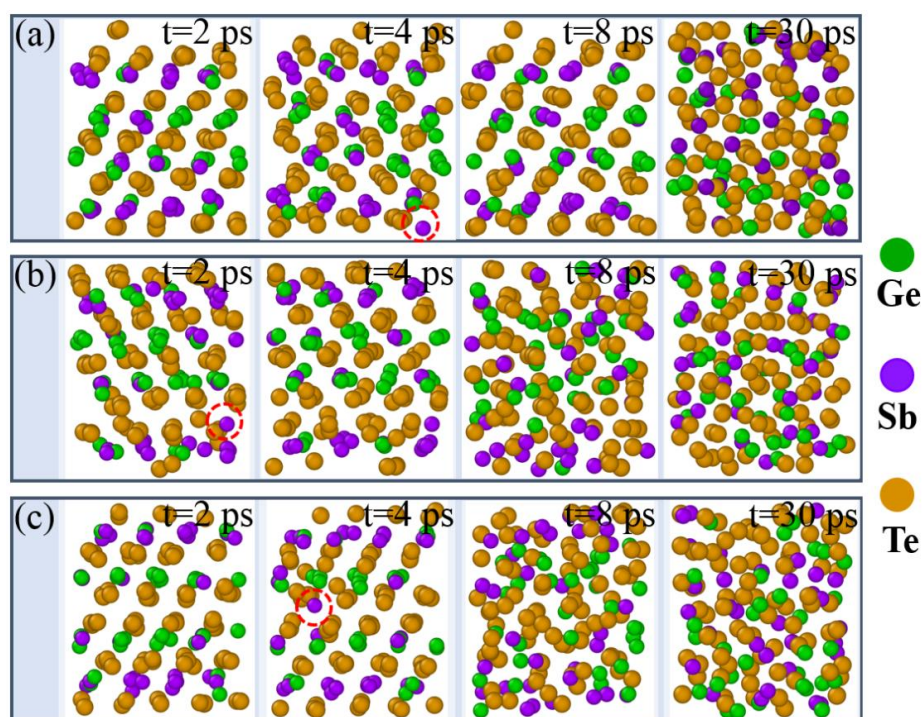 (a) t=2 ps t=4 ps t=8 ps t=30 ps
(b) t=2 ps t=4 ps t=8 ps t=30 ps
(c) t=2 ps t=4 ps t=8 ps t=30 ps
Ge
Sb
Te